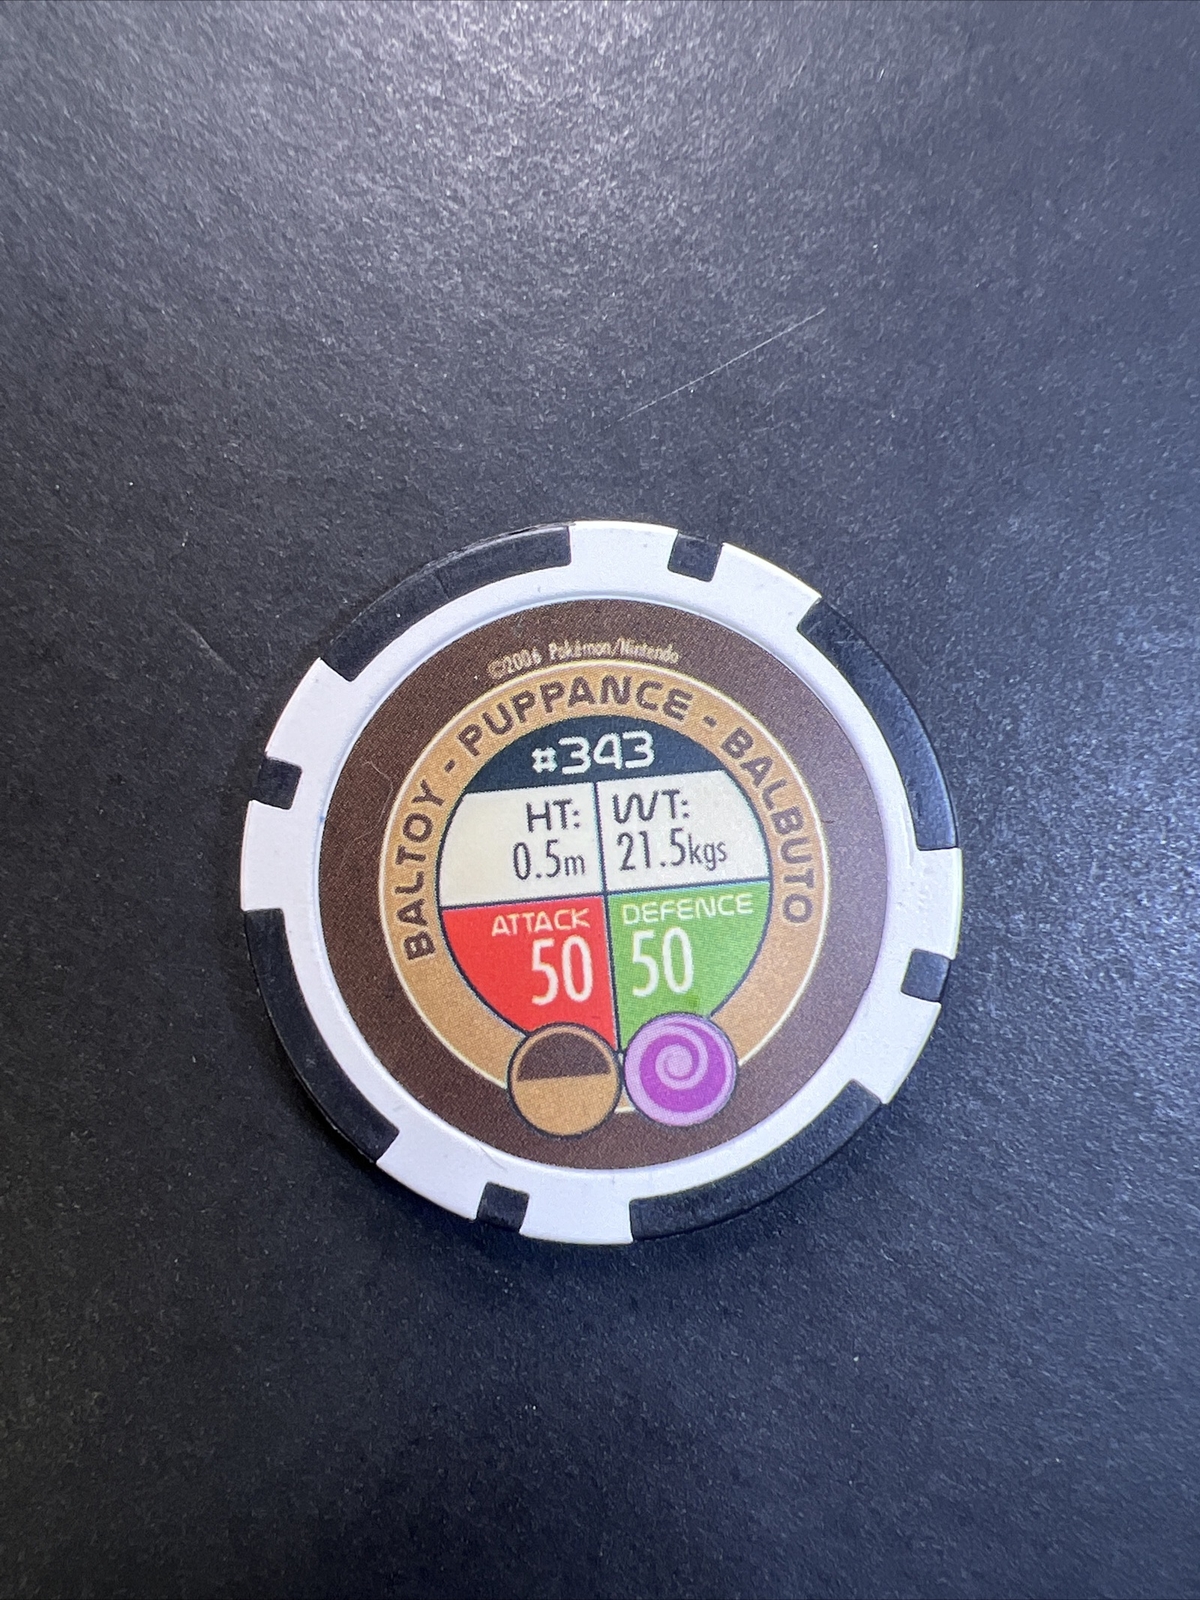 ©2006 Pokémon/Nintendo
BALTOY - PUPPANCE - BALBUTO
#343
HT:
0.5m
WT:
21.5kgs
ATTACK
50
DEFENCE
50